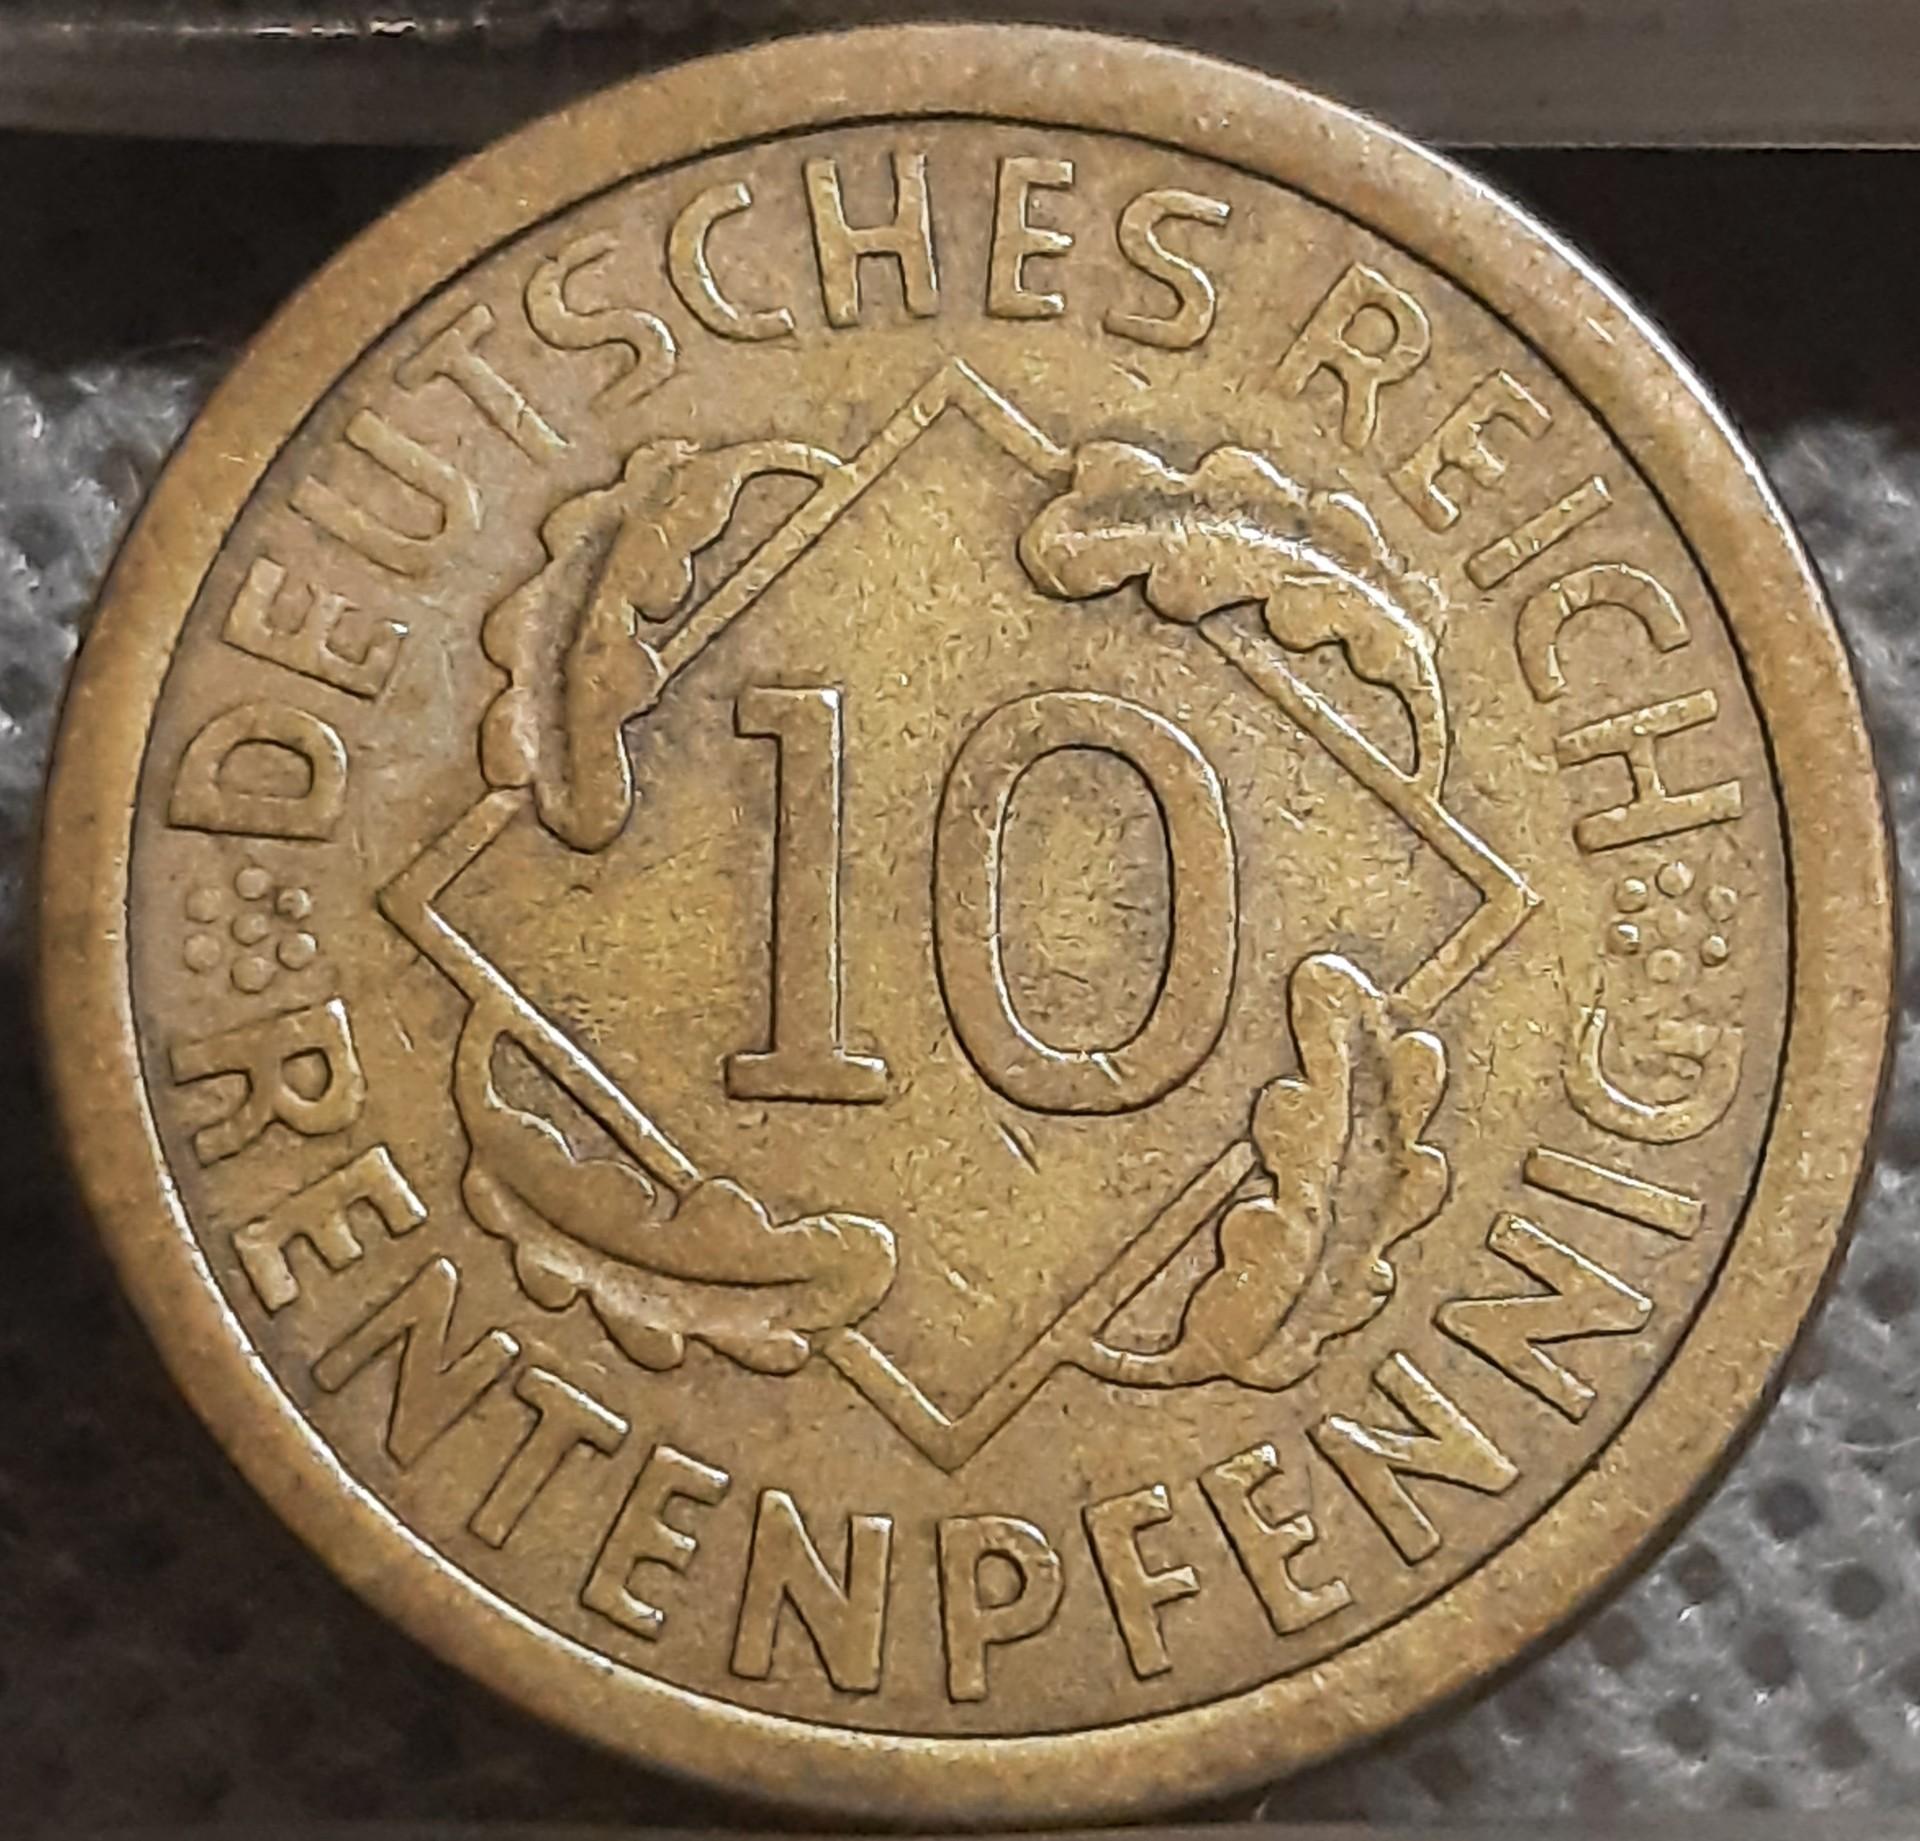 DEUTSCHES REICH
10
RENTENPFENNIG